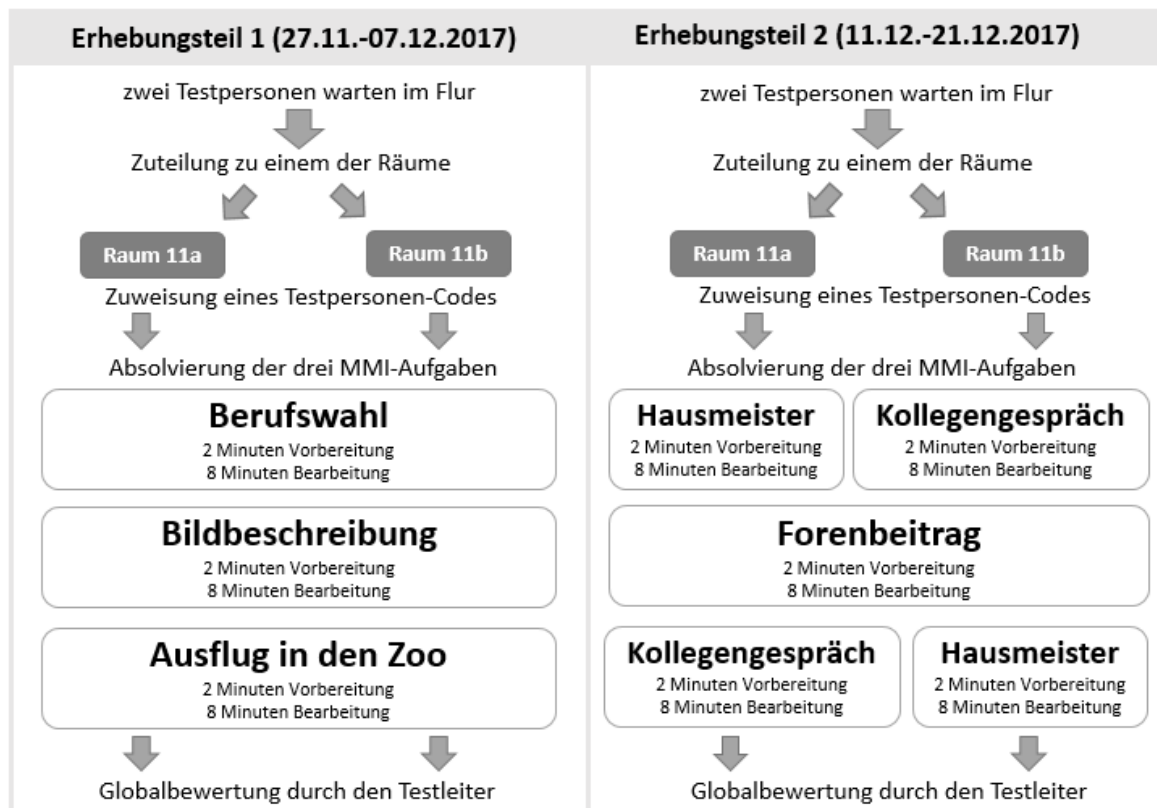 Erhebungsteil 1 (27.11.-07.12.2017)
zwei Testpersonen warten im Flur
Zuteilung zu einem der Räume
Raum 11a
Raum 11b
Zuweisung eines Testpersonen-Codes
Absolvierung der drei MMI-Aufgaben
Berufswahl
2 Minuten Vorbereitung
8 Minuten Bearbeitung
Bildbeschreibung
2 Minuten Vorbereitung
8 Minuten Bearbeitung
Ausflug in den Zoo
2 Minuten Vorbereitung
8 Minuten Bearbeitung
Globalbewertung durch den Testleiter
Erhebungsteil 2 (11.12.-21.12.2017)
zwei Testpersonen warten im Flur
Zuteilung zu einem der Räume
Raum 11a
Raum 11b
Zuweisung eines Testpersonen-Codes
Absolvierung der drei MMI-Aufgaben
Hausmeister
2 Minuten Vorbereitung
8 Minuten Bearbeitung
Kollegengespräch
2 Minuten Vorbereitung
8 Minuten Bearbeitung
Forenbeitrag
2 Minuten Vorbereitung
8 Minuten Bearbeitung
Kollegengespräch
2 Minuten Vorbereitung
8 Minuten Bearbeitung
Hausmeister
2 Minuten Vorbereitung
8 Minuten Bearbeitung
Globalbewertung durch den Testleiter